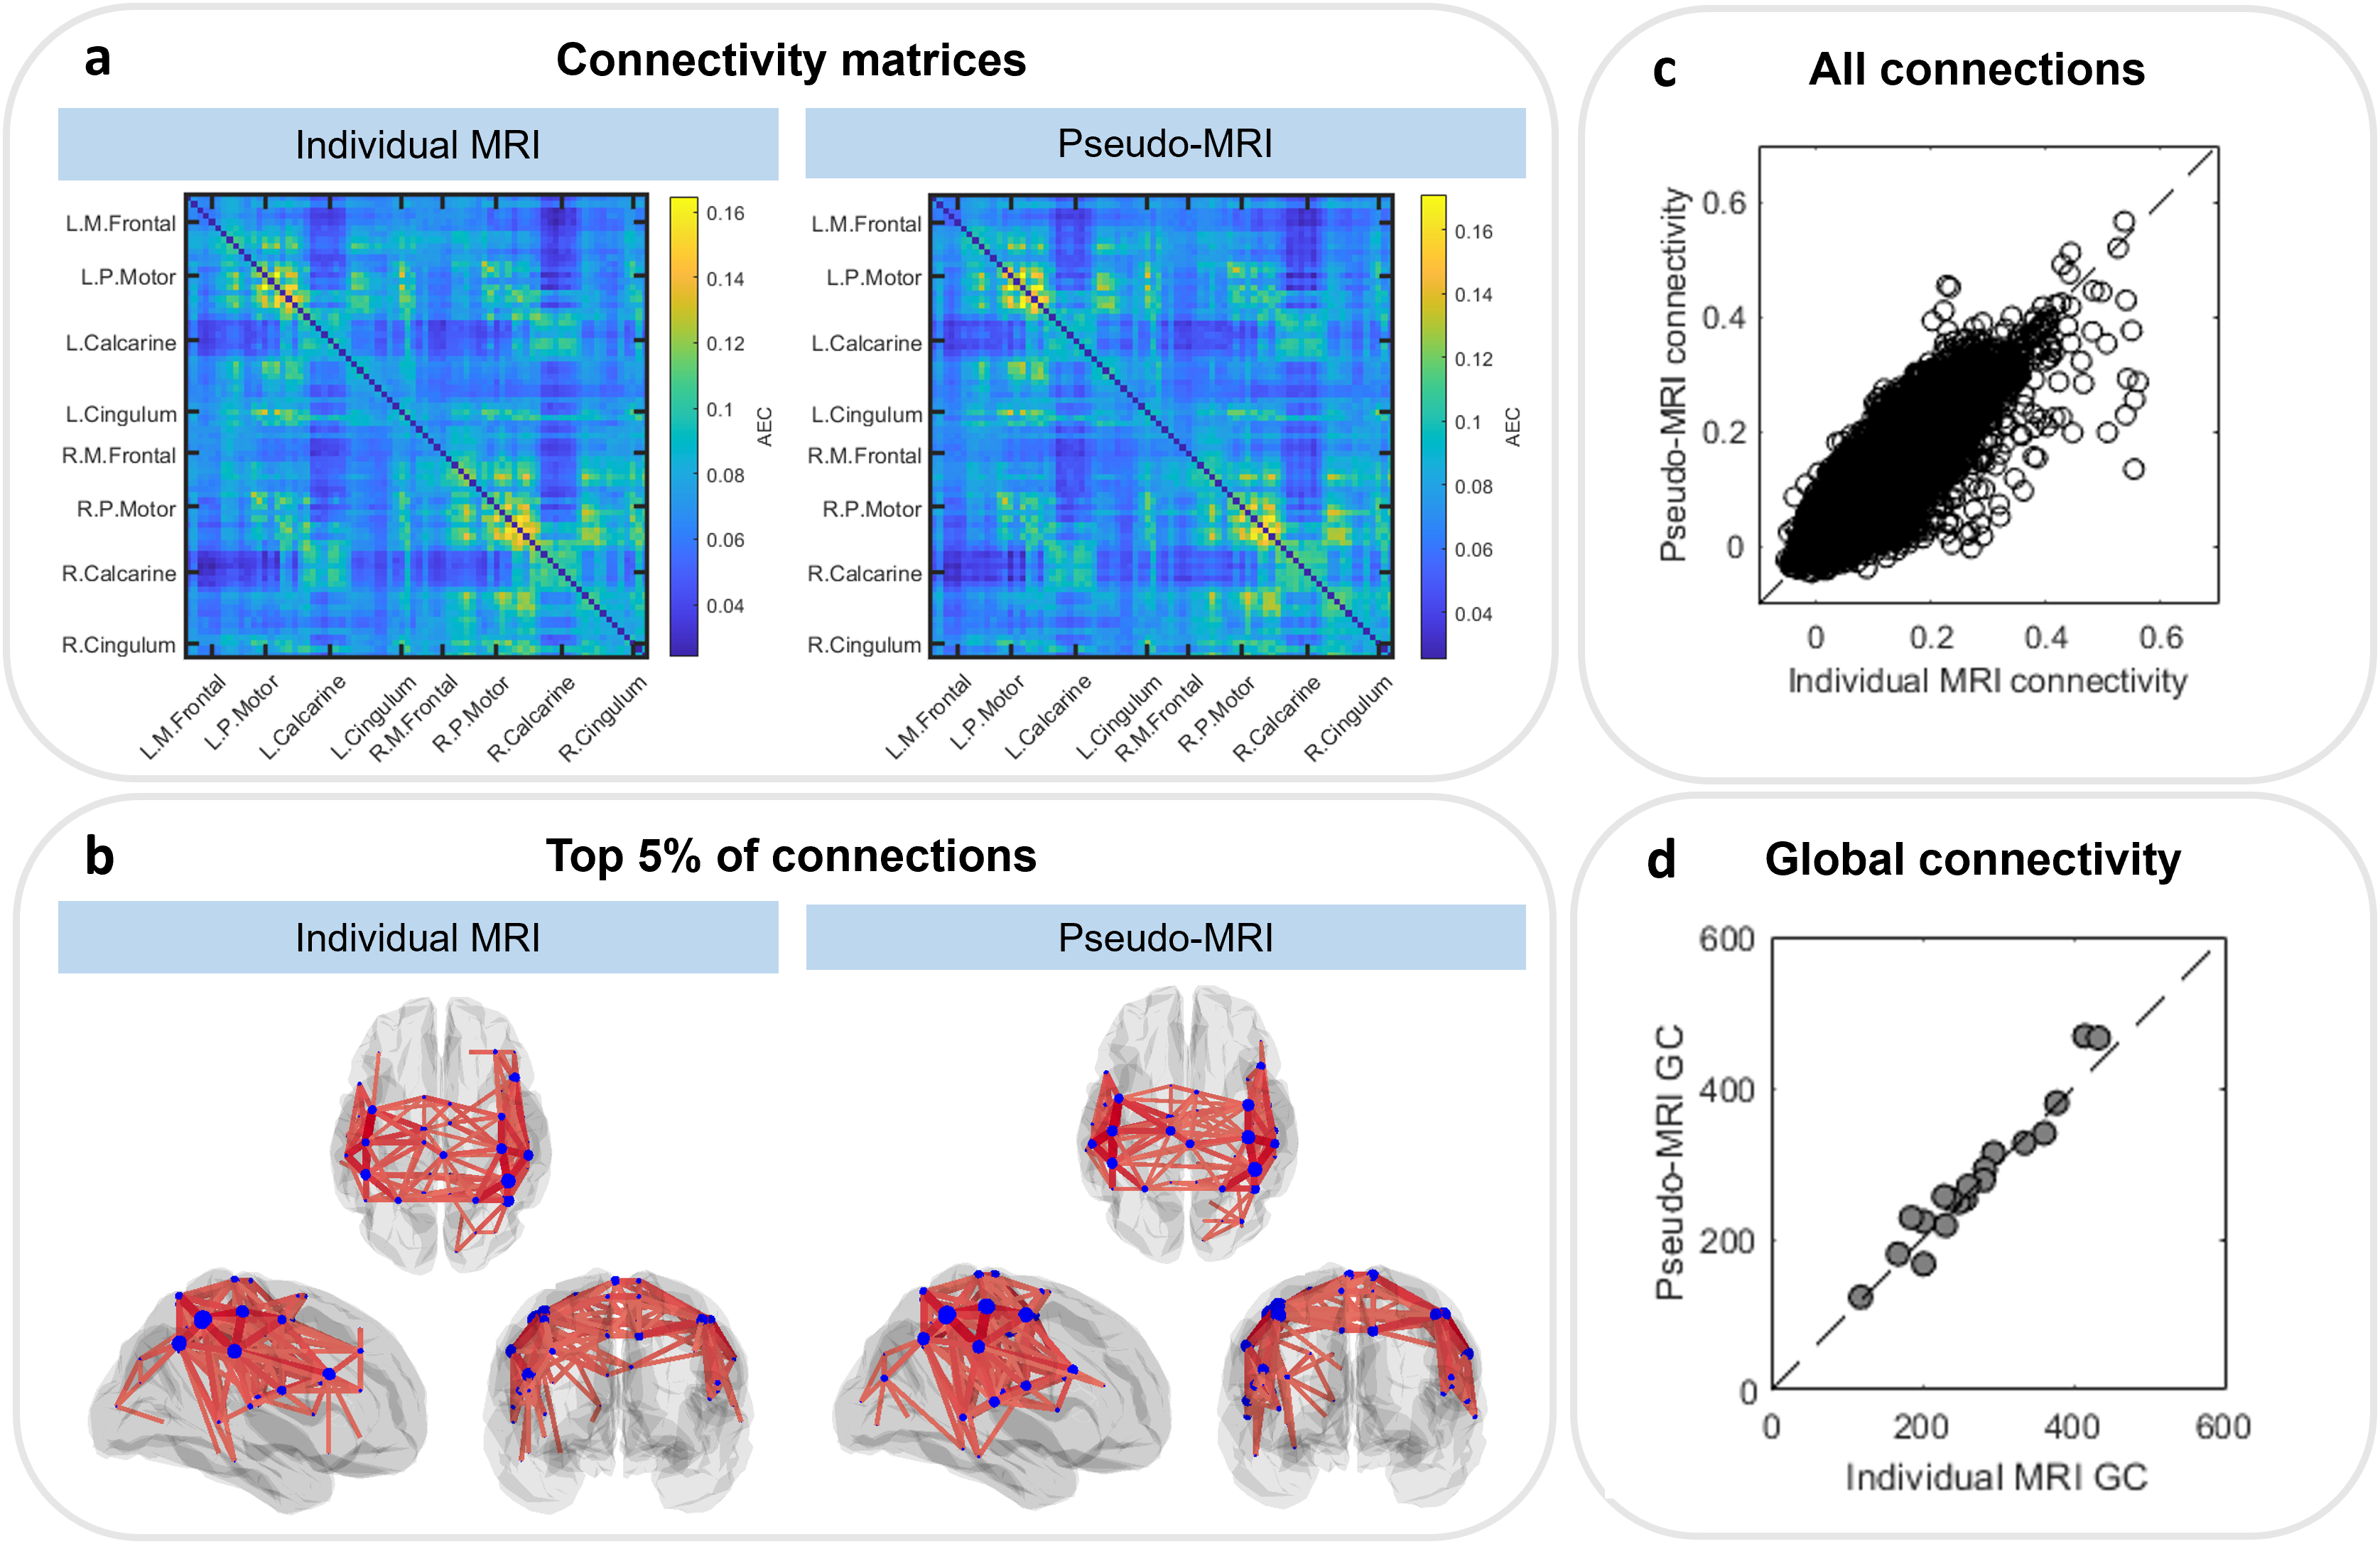 a
Connectivity matrices
Individual MRI
Pseudo-MRI
L.M.Frontal
L.P.Motor
L.Calcarine
L.Cingulum
R.M.Frontal
R.P.Motor
R.Calcarine
R.Cingulum
L.M.Frontal
L.P.Motor
L.Calcarine
L.Cingulum
R.M.Frontal
R.P.Motor
R.Calcarine
R.Cingulum
0.16
0.14
0.12
0.1
0.08
0.06
0.04
AEC
L.M.Frontal
L.P.Motor
L.Calcarine
L.Cingulum
R.M.Frontal
R.P.Motor
R.Calcarine
R.Cingulum
L.M.Frontal
L.P.Motor
L.Calcarine
L.Cingulum
R.M.Frontal
R.P.Motor
R.Calcarine
R.Cingulum
0.16
0.14
0.12
0.1
0.08
0.06
0.04
AEC
c
All connections
Pseudo-MRI connectivity
0.6
0.4
0.2
0
0 0.2 0.4 0.6
Individual MRI connectivity
b
Top 5% of connections
Individual MRI
Pseudo-MRI
d
Global connectivity
Pseudo-MRI GC
600
400
200
0
0 200 400 600
Individual MRI GC